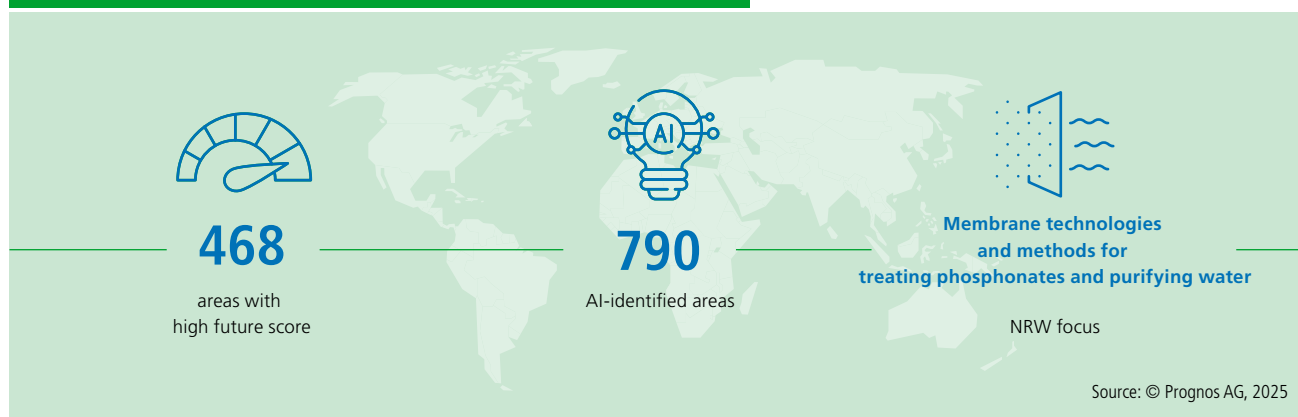 AI
468
areas with
high future score
790
AI-identified areas
Membrane technologies
and methods for
treating phosphonates and purifying water
NRW focus
Source: © Prognos AG, 2025